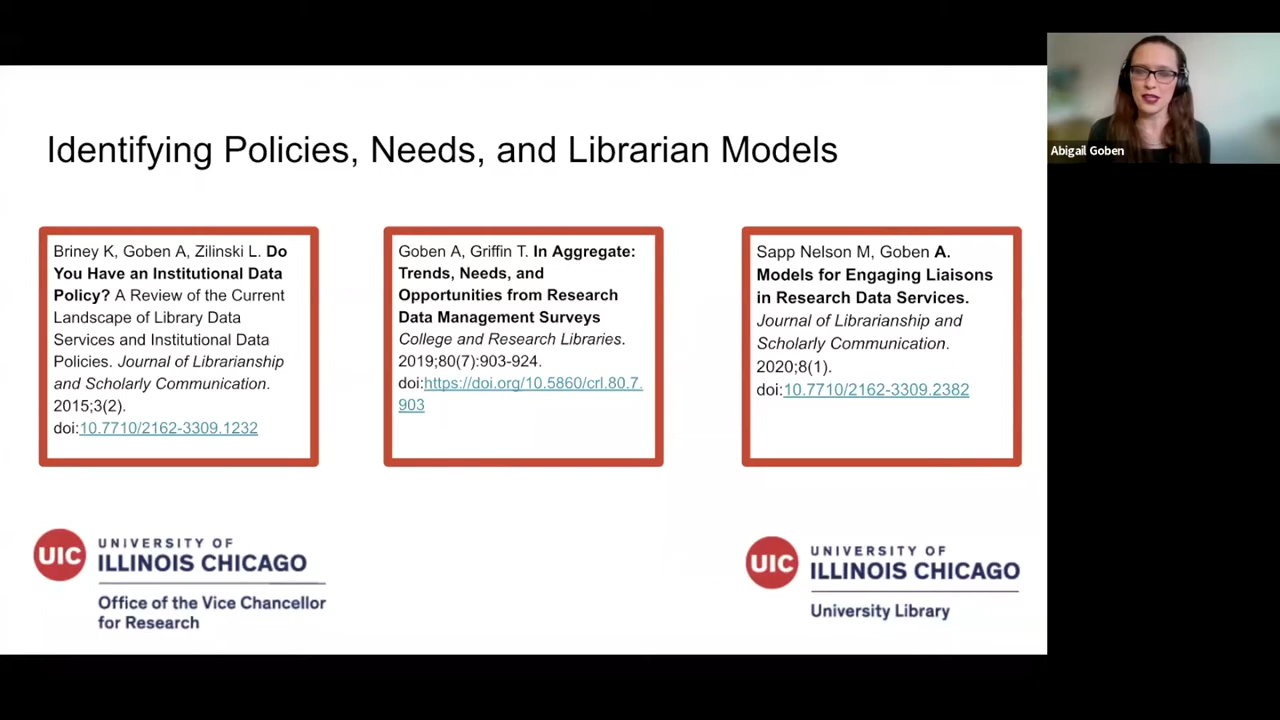 Identifying Policies, Needs, and Librarian Models
Briney K, Goben A, Zilinski L. Do
You Have an Institutional Data
Policy? A Review of the Current
Landscape of Library Data
Services and Institutional Data
Policies. Journal of Librarianship
and Scholarly Communication.
2015;3(2).
doi:10.7710/2162-3309.1232
Goben A, Griffin T. In Aggregate:
Trends, Needs, and
Opportunities from Research
Data Management Surveys
College and Research Libraries.
2019;80(7):903-924.
doi:https://doi.org/10.5860/crl.80.7.
903
Sapp Nelson M, Goben A.
Models for Engaging Liaisons
in Research Data Services.
Journal of Librarianship and
Scholarly Communication.
2020;8(1).
doi:10.7710/2162-3309.2382
UIC
UNIVERSITY OF
ILLINOIS CHICAGO
Office of the Vice Chancellor
for Research
UIC
UNIVERSITY OF
ILLINOIS CHICAGO
University Library
Abigail Goben